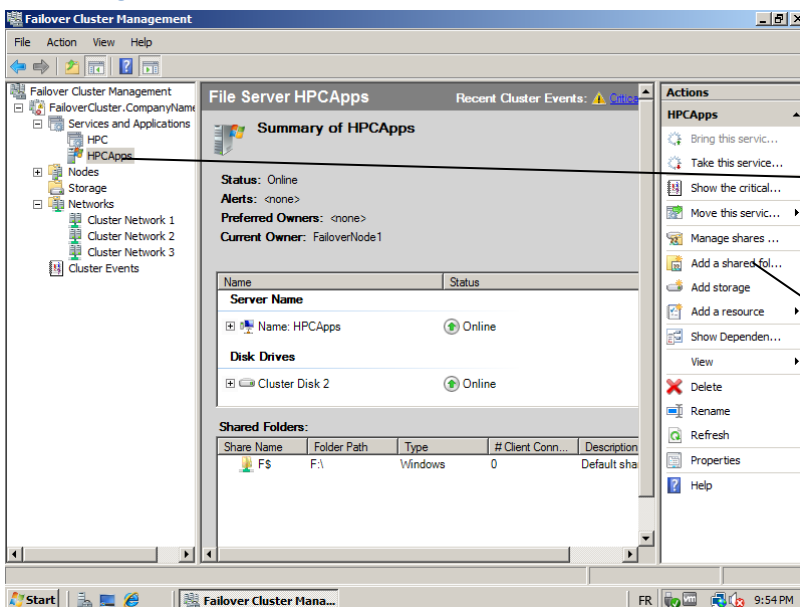 Failover Cluster Management
File Action View Help
Failover Cluster Management
FailoverCluster.CompanyName
Services and Applications
HPC
HPCApps
Nodes
Storage
Networks
Cluster Network 1
Cluster Network 2
Cluster Network 3
Cluster Events
File Server HPCApps Recent Cluster Events: Critica
Summary of HPCApps
Status: Online
Alerts: <none>
Preferred Owners: <none>
Current Owner: FailoverNode1
Name Status
Server Name
Name: HPCApps Online
Disk Drives
Cluster Disk 2 Online
Shared Folders:
Share Name Folder Path Type # Client Conn... Description
F$ F:\ Windows 0 Default sha
Actions
HPCApps
Bring this servic...
Take this service...
Show the critical...
Move this servic...
Manage shares ...
Add a shared fol...
Add storage
Add a resource
Show Dependen...
View
Delete
Rename
Refresh
Properties
Help
Start Failover Cluster Mana... FR 9:54 PM